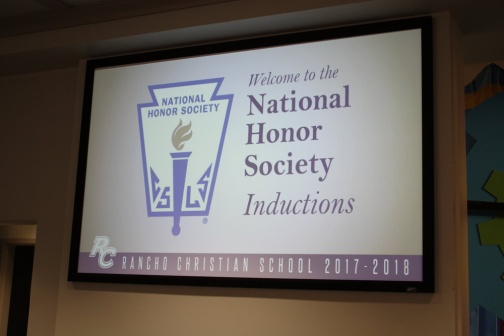 NATIONAL
HONOR SOCIETY
S L S
®
Welcome to the
National
Honor
Society
Inductions
RC
RANCHO CHRISTIAN SCHOOL 2017-2018